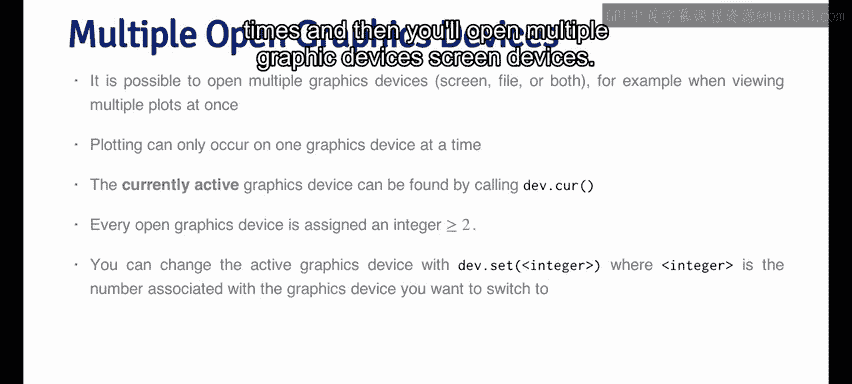 Multiple Open Graphics Devices
times and then you'll open multiple
graphic devices screen devices.
· It is possible to open multiple graphics devices (screen, file, or both), for example when viewing
multiple plots at once
· Plotting can only occur on one graphics device at a time
· The currently active graphics device can be found by calling dev.cur()
· Every open graphics device is assigned an integer ≥ 2.
· You can change the active graphics device with dev.set(<integer>) where <integer> is the
number associated with the graphics device you want to switch to